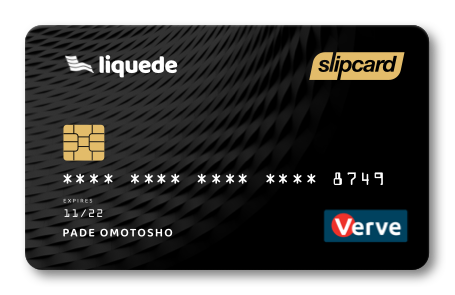 liquede
slipcard
**** **** **** **** 8749
EXPIRES
11/22
PADE OMOTOSHO
Verve